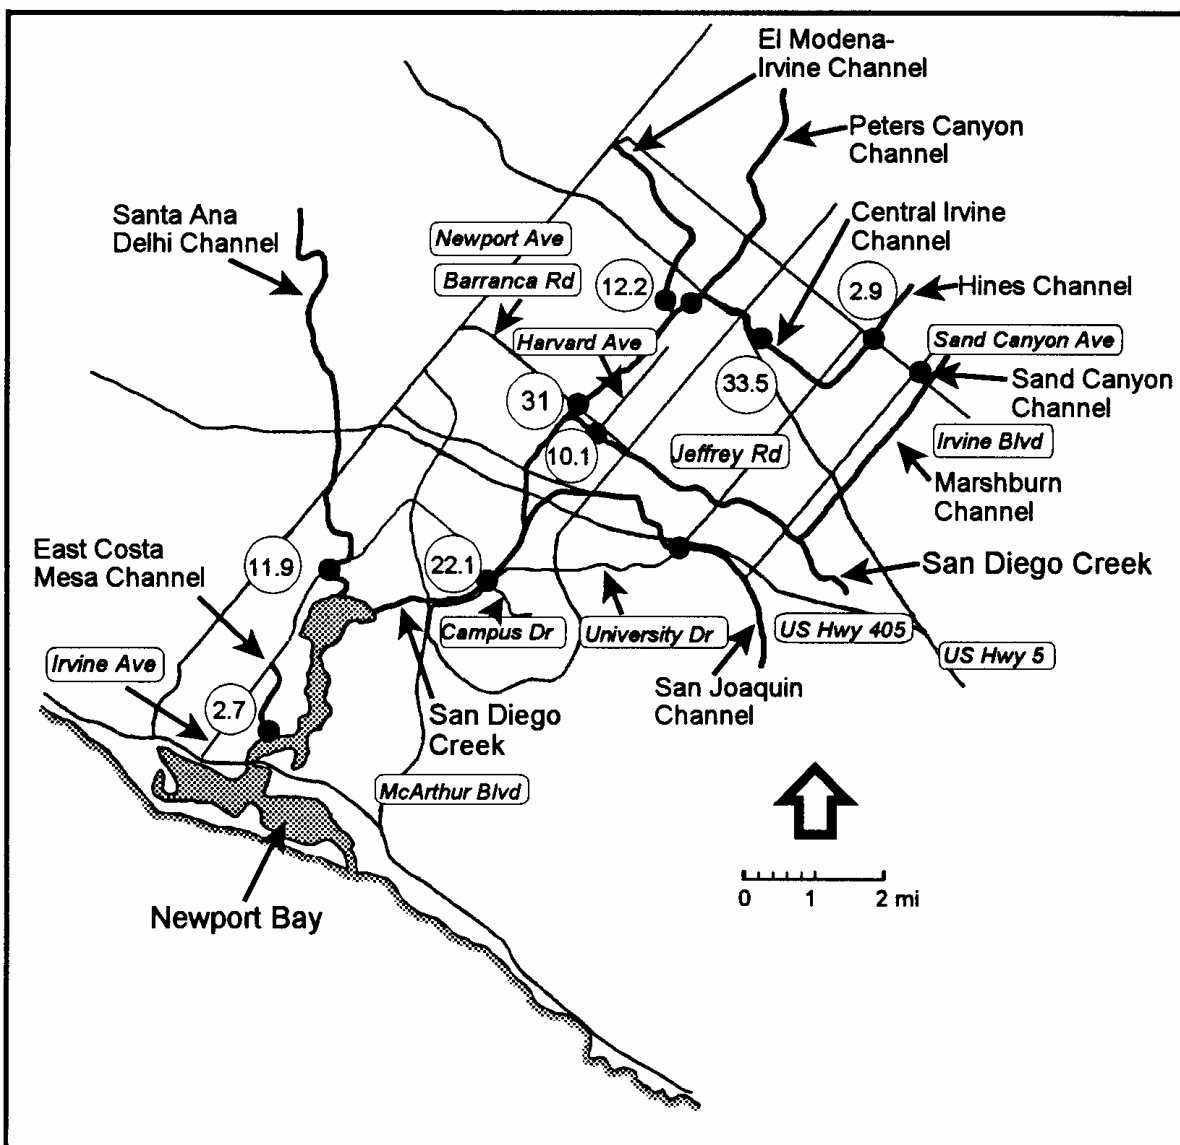 El Modena-
Irvine Channel
Peters Canyon
Channel
Santa Ana
Delhi Channel
Central Irvine
Channel
Newport Ave
Barranca Rd
12.2
2.9
Hines Channel
Harvard Ave
Sand Canyon Ave
33.5
Sand Canyon
Channel
31
10.1
Jeffrey Rd
Irvine Blvd
Marshburn
Channel
East Costa
Mesa Channel
11.9
22.1
San Diego Creek
Campus Dr
University Dr
US Hwy 405
US Hwy 5
Irvine Ave
2.7
San Diego
Creek
San Joaquin
Channel
McArthur Blvd
Newport Bay
0 1 2 mi